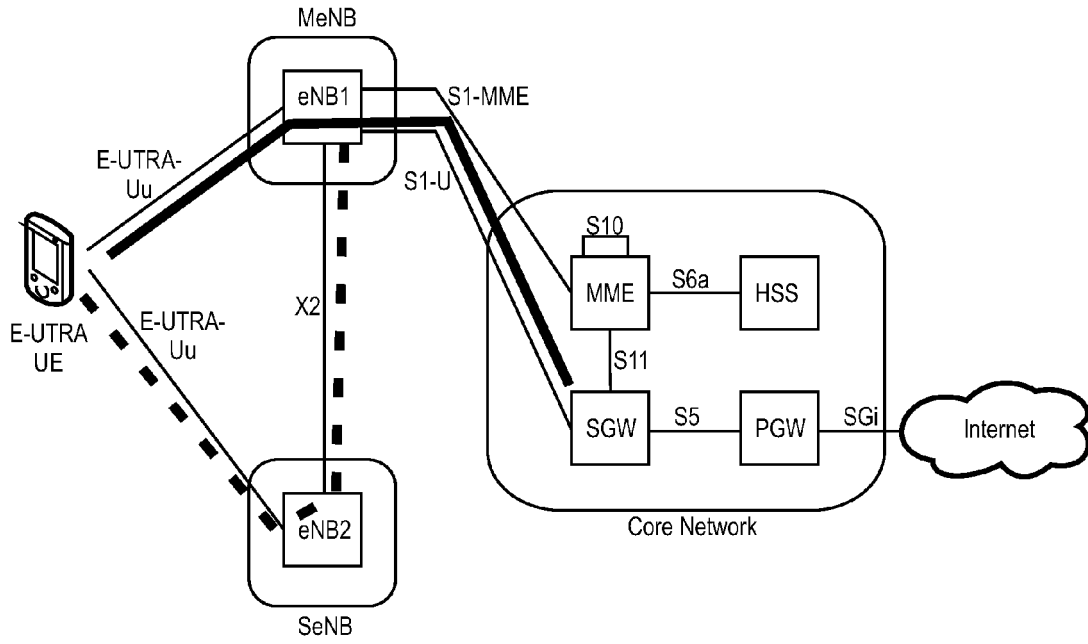 MeNB
eNB1
S1-MME
E-UTRA-
Uu
S1-U
S10
MME
S6a
HSS
X2
E-UTRA-
Uu
E-UTRA
UE
S11
SGW
S5
PGW
SGi
Internet
eNB2
Core Network
SeNB